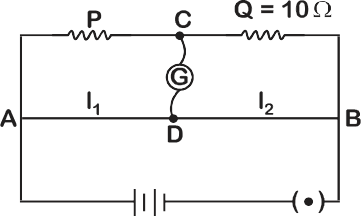 P C Q = 10 Ω
G
A l₁ l₂ B
D